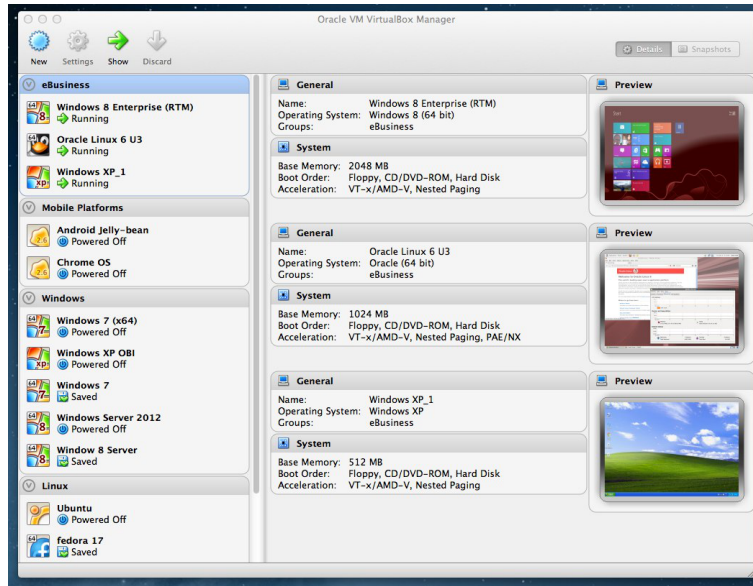 Oracle VM VirtualBox Manager
New
Settings
Show
Discard
Details
Snapshots
eBusiness
Windows 8 Enterprise (RTM)
Running
Oracle Linux 6 U3
Running
Windows XP_1
Running
Mobile Platforms
Android Jelly-bean
Powered Off
Chrome OS
Powered Off
Windows
Windows 7 (x64)
Powered Off
Windows XP OBI
Powered Off
Windows 7
Saved
Windows Server 2012
Powered Off
Window 8 Server
Saved
Linux
Ubuntu
Powered Off
fedora 17
Saved
General
Name: Windows 8 Enterprise (RTM)
Operating System: Windows 8 (64 bit)
Groups: eBusiness
System
Base Memory: 2048 MB
Boot Order: Floppy, CD/DVD-ROM, Hard Disk
Acceleration: VT-x/AMD-V, Nested Paging
Preview
General
Name: Oracle Linux 6 U3
Operating System: Oracle (64 bit)
Groups: eBusiness
System
Base Memory: 1024 MB
Boot Order: Floppy, CD/DVD-ROM, Hard Disk
Acceleration: VT-x/AMD-V, Nested Paging, PAE/NX
Preview
General
Name: Windows XP_1
Operating System: Windows XP
Groups: eBusiness
System
Base Memory: 512 MB
Boot Order: Floppy, CD/DVD-ROM, Hard Disk
Acceleration: VT-x/AMD-V, Nested Paging
Preview